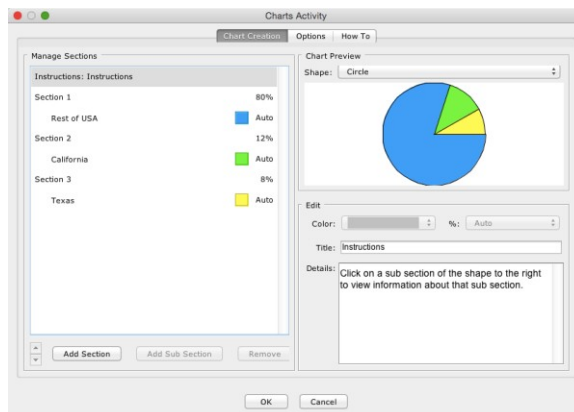 Charts Activity
Chart Creation Options How To
Manage Sections
Instructions: Instructions
Section 1 80%
Rest of USA Auto
Section 2 12%
California Auto
Section 3 8%
Texas Auto
Add Section Add Sub Section Remove
Chart Preview
Shape: Circle
Edit
Color: %: Auto
Title: Instructions
Details: Click on a sub section of the shape to the right
to view information about that sub section.
OK Cancel